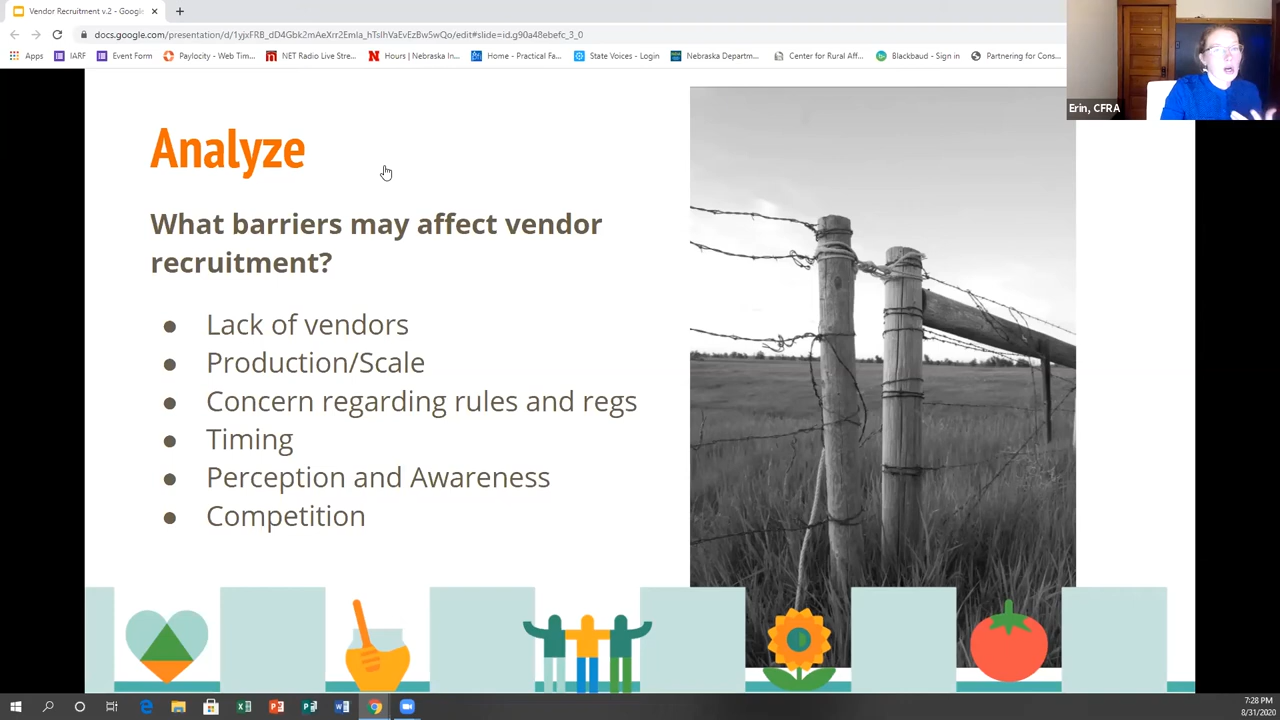 Vendor Recruitment v.2 - Google
docs.google.com/presentation/d/1yjxFRB_dD4Gbk2mAeXrr2Emla_hTsIhVaEvEzBw5wQo/edit#slide=id.g90a48ebefc_3_0
Apps
IARF
Event Form
Paylocity - Web Tim...
NET Radio Live Stre...
Hours | Nebraska In...
Home - Practical Fa...
State Voices - Login
Nebraska Departm...
Center for Rural Aff...
Blackbaud - Sign in
Partnering for Cons...
Erin, CFRA
Analyze
What barriers may affect vendor
recruitment?
● Lack of vendors
● Production/Scale
● Concern regarding rules and regs
● Timing
● Perception and Awareness
● Competition
7:28 PM
8/31/2020